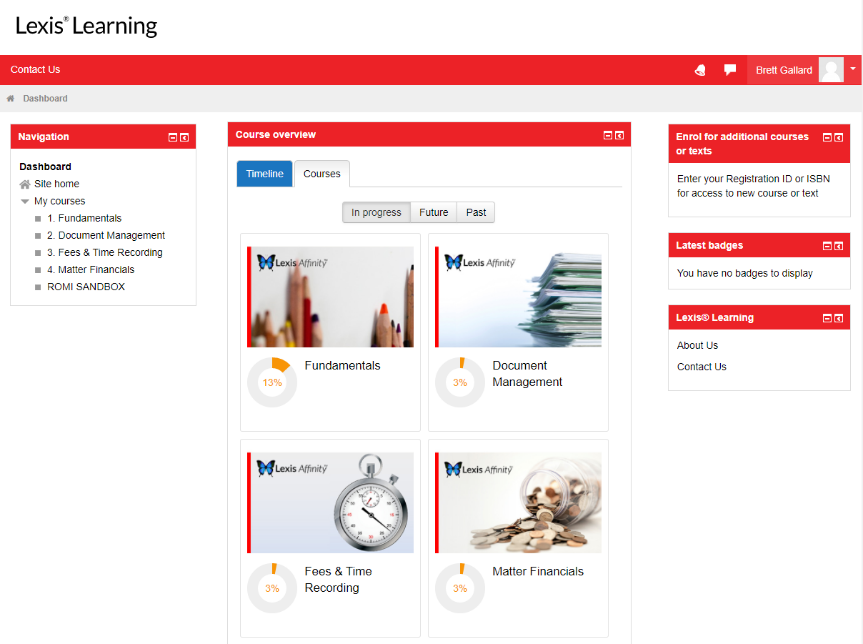 Lexis® Learning
Contact Us
Brett Gallard
Dashboard
Navigation
Dashboard
Site home
My courses
1. Fundamentals
2. Document Management
3. Fees & Time Recording
4. Matter Financials
ROMI SANDBOX
Course overview
Timeline
Courses
In progress
Future
Past
Lexis Affinity
13%
Fundamentals
Lexis Affinity
3%
Document
Management
Lexis Affinity
3%
Fees & Time
Recording
Lexis Affinity
3%
Matter Financials
Enrol for additional courses
or texts
Enter your Registration ID or ISBN
for access to new course or text
Latest badges
You have no badges to display
Lexis® Learning
About Us
Contact Us